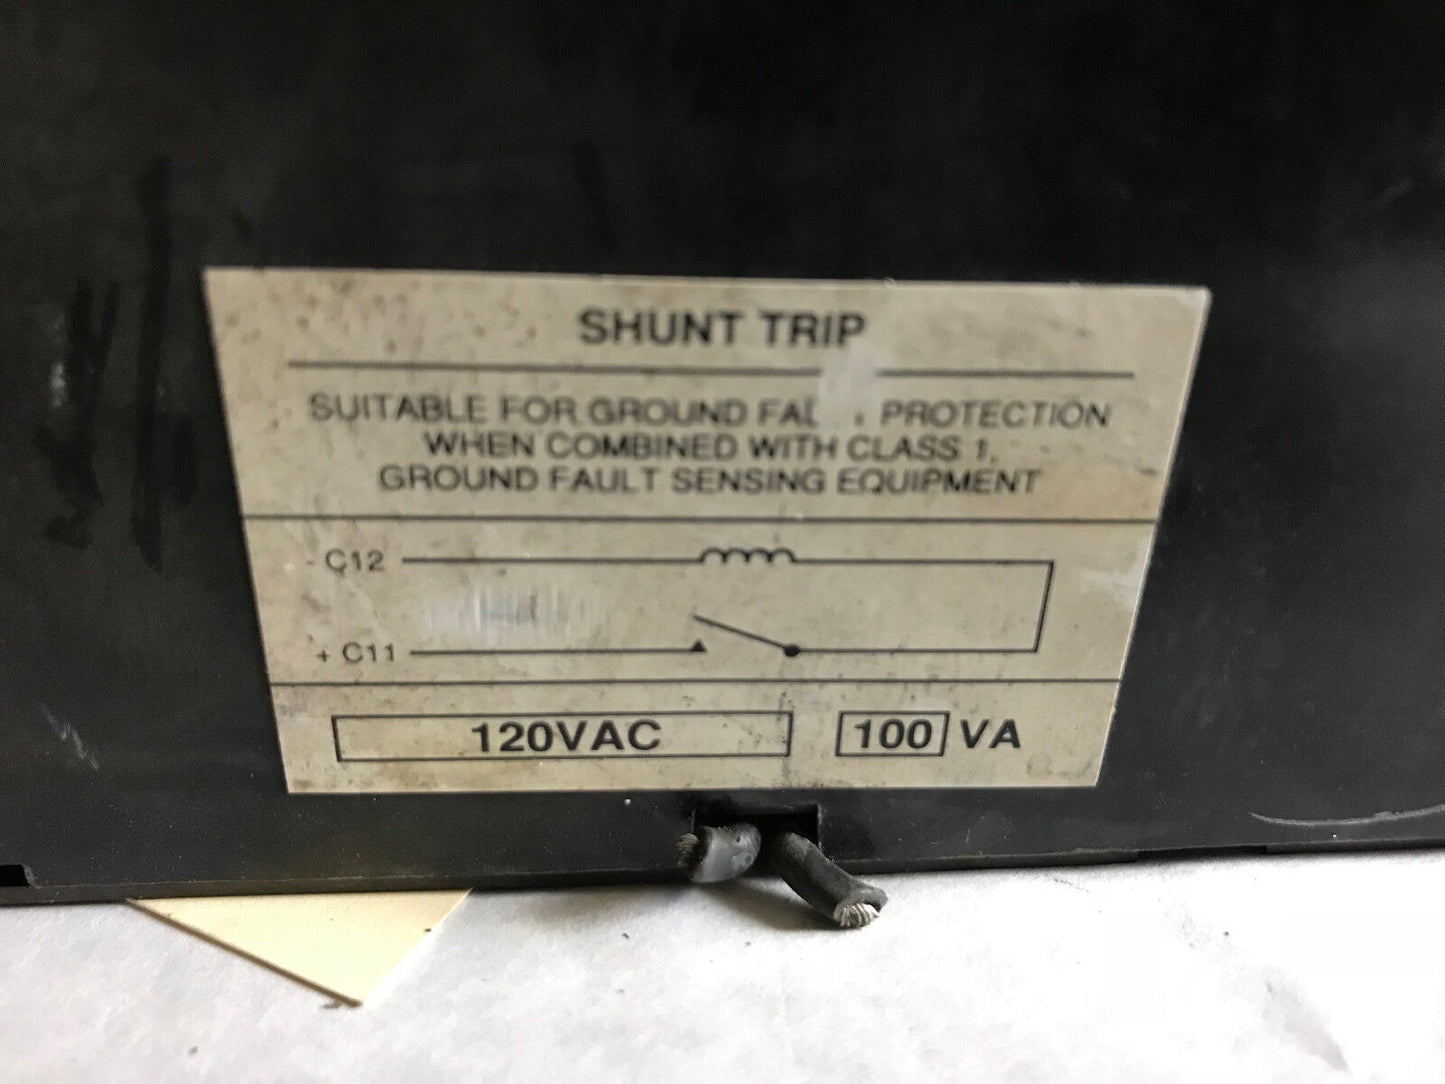 SHUNT TRIP
SUITABLE FOR GROUND PROTECTION
WHEN COMBINED WITH CLASS 1,
GROUND FAULT SENSING EQUIPMENT
- C12
+ C11
120VAC 100 VA